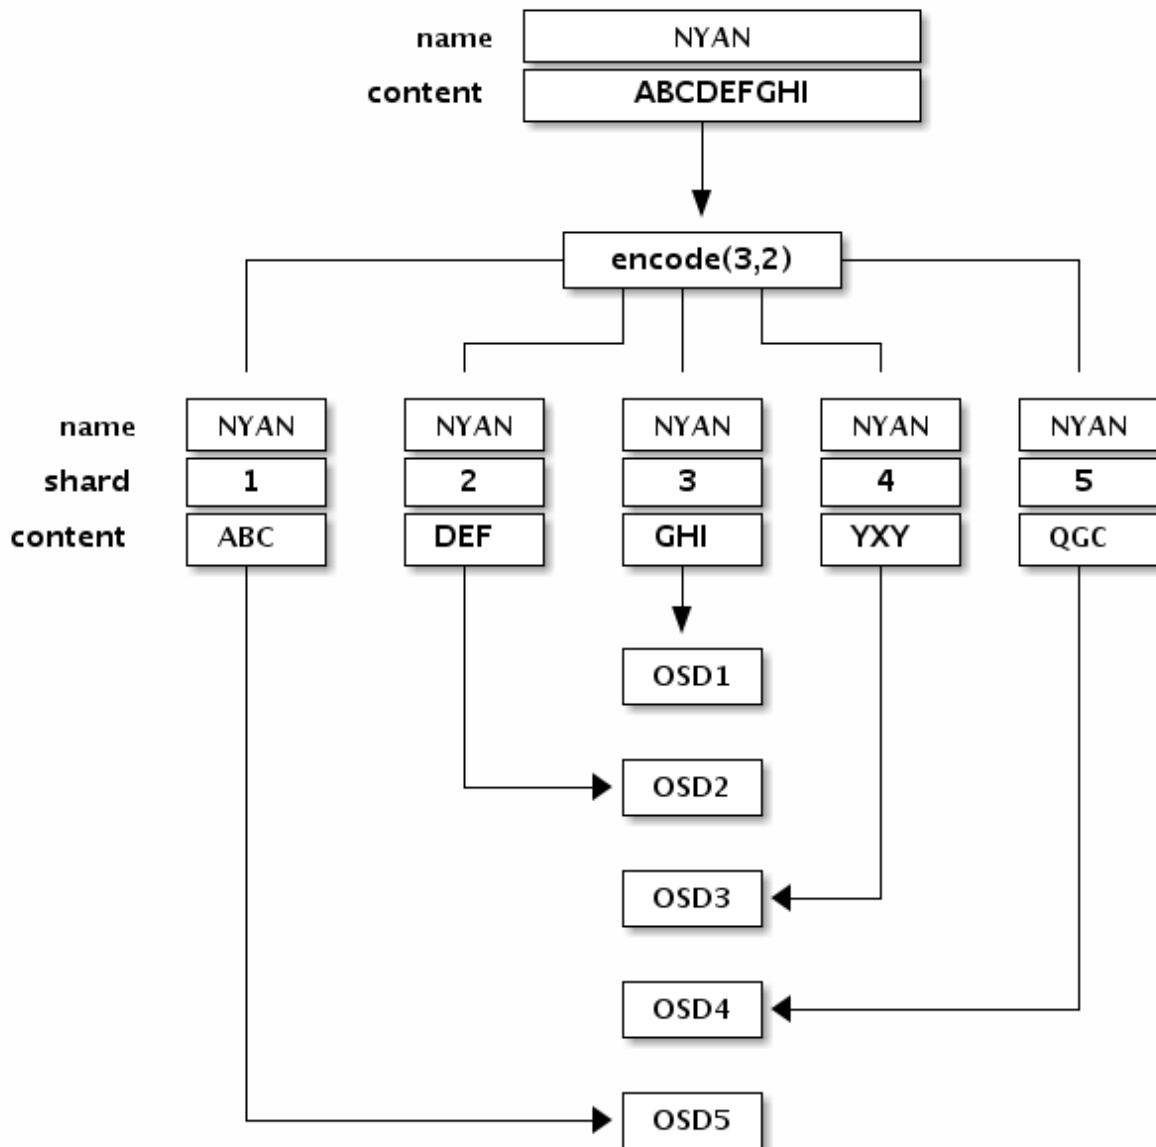 name NYAN
content ABCDEFGHI
encode(3,2)
name NYAN NYAN NYAN NYAN NYAN
shard 1 2 3 4 5
content ABC DEF GHI YXY QGC
OSD1
OSD2
OSD3
OSD4
OSD5